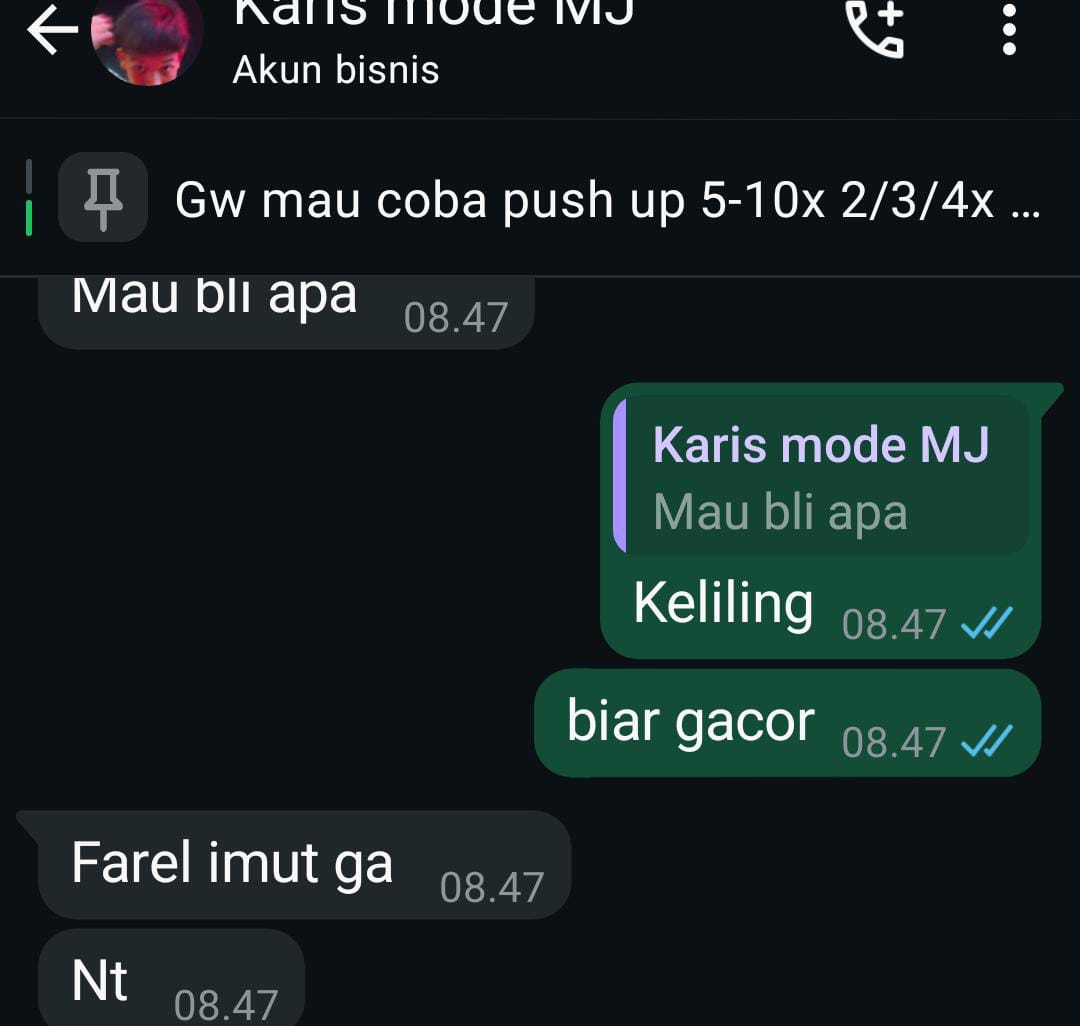 Karis mode MJ
Akun bisnis
Gw mau coba push up 5-10x 2/3/4x ...
Mau bli apa 08.47
Karis mode MJ
Mau bli apa
Keliling 08.47
biar gacor 08.47
Farel imut ga 08.47
Nt 08.47